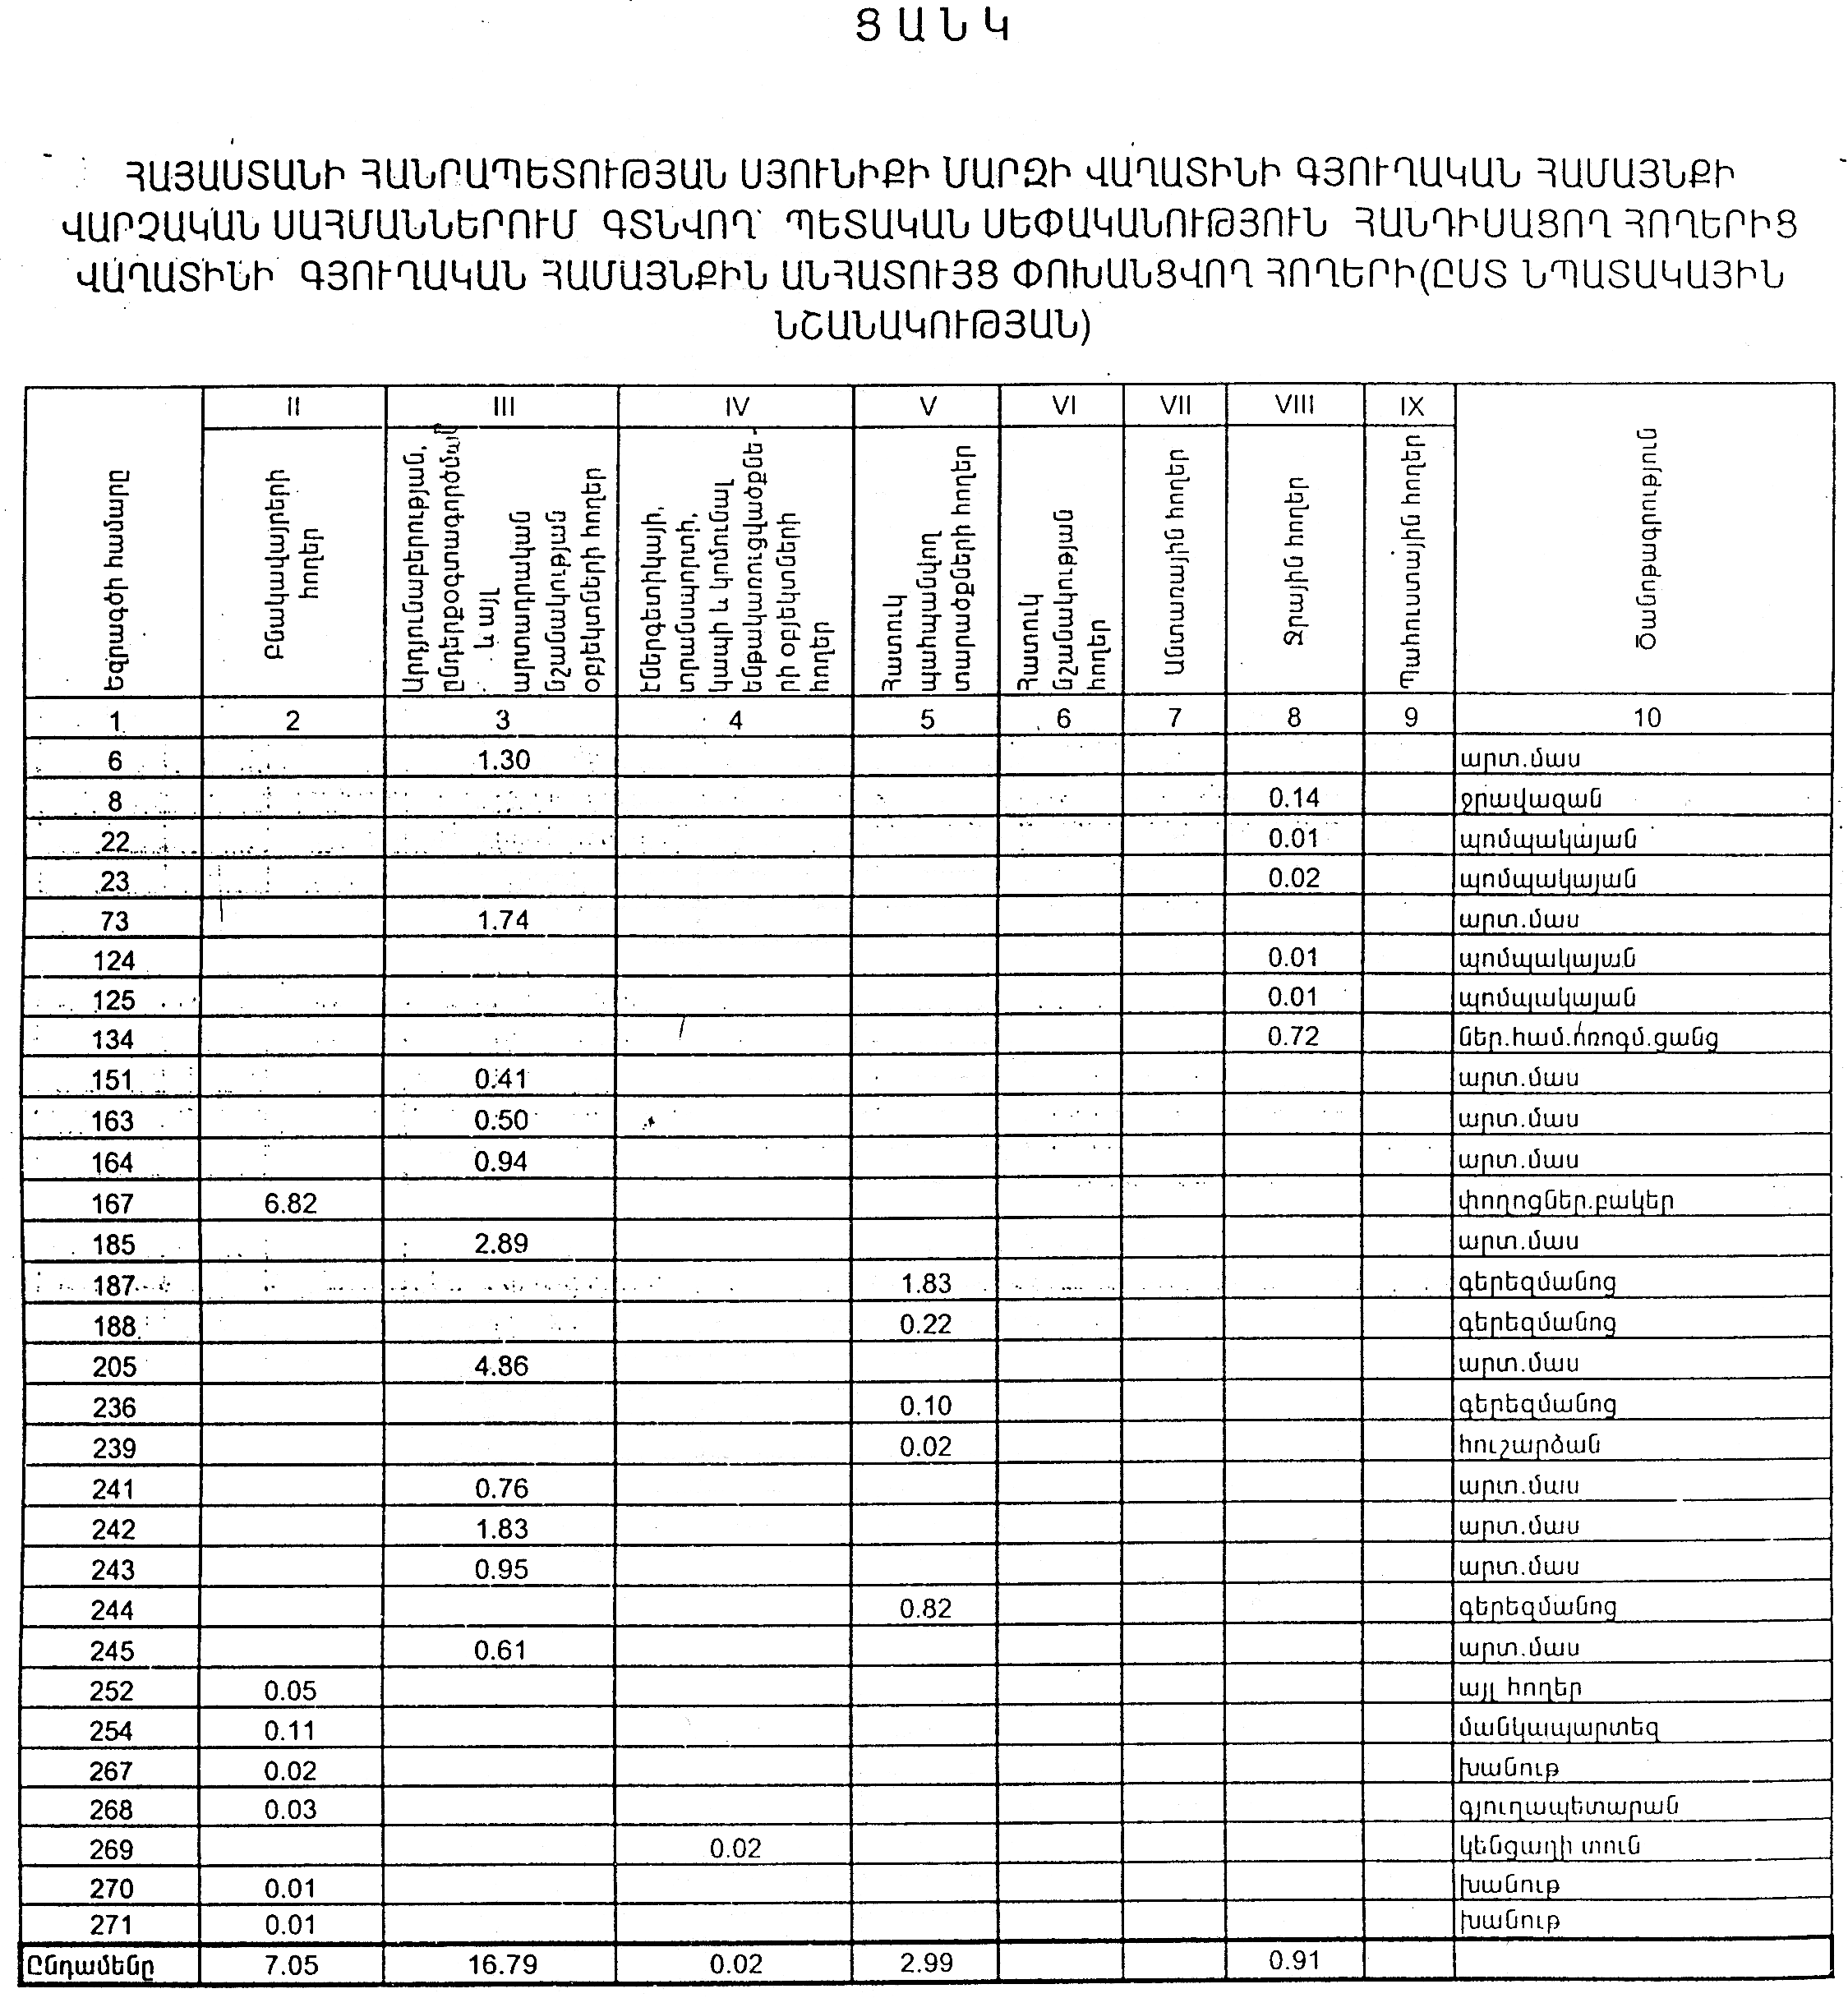 ՑԱՆԿ
ՀԱՅԱՍՏԱՆԻ ՀԱՆՐԱՊԵՏՈՒԹՅԱՆ ՍՅՈՒՆԻՔԻ ՄԱՐԶԻ ՎԱՂԱՏԻՆԻ ԳՅՈՒՂԱԿԱՆ ՀԱՄԱՅՆՔԻ
ՎԱՐՉԱԿԱՆ ՍԱՀՄԱՆՆԵՐՈՒՄ ԳՏՆՎՈՂ ՊԵՏԱԿԱՆ ՍԵՓԱԿԱՆՈՒԹՅՈՒՆ ՀԱՆԴԻՍԱՑՈՂ ՀՈՂԵՐԻՑ
ՎԱՂԱՏԻՆԻ ԳՅՈՒՂԱԿԱՆ ՀԱՄԱՅՆՔԻՆ ԱՆՀԱՏՈՒՅՑ ՓՈԽԱՆՑՎՈՂ ՀՈՂԵՐԻ(ԸՍՏ ՆՊԱՏԱԿԱՅԻՆ
ՆՇԱՆԱԿՈՒԹՅԱՆ)
II III IV V VI VII VIII IX
Եզրագծի համարը
Բնակավայրերի
հողեր
Արդյունաբերության,
ընդերքօգտագործման
և այլ
արտադրական
նշանակության
օբյեկտների հողեր
Էներգետիկայի,
տրանսպորտի,
կապի և կոմունալ
ենթակառուցվածքնե-
րի օբյեկտների
հողեր
Հատուկ
պահպանվող
տարածքների հողեր
Հատուկ
նշանակության
հողեր
Անտառային հողեր
Ջրային հողեր
Պահուստային հողեր
Ծանոթագրություն
1 2 3 4 5 6 7 8 9 10
6 1.30 արտ.մաս
8 0.14 ջրավազան
22 0.01 պոմպակայան
23 0.02 պոմպակայան
73 1.74 արտ.մաս
124 0.01 պոմպակայան
125 0.01 պոմպակայան
134 0.72 ներ.համ.ոռոգմ.ցանց
151 0.41 արտ.մաս
163 0.50 արտ.մաս
164 0.94 արտ.մաս
167 6.82 փողոցներ.բակեր
185 2.89 արտ.մաս
187 1.83 գերեզմանոց
188 0.22 գերեզմանոց
205 4.86 արտ.մաս
236 0.10 գերեզմանոց
239 0.02 հուշարձան
241 0.76 արտ.մաս
242 1.83 արտ.մաս
243 0.95 արտ.մաս
244 0.82 գերեզմանոց
245 0.61 արտ.մաս
252 0.05 այլ հողեր
254 0.11 մանկապարտեզ
267 0.02 խանութ
268 0.03 գյուղապետարան
269 0.02 կենցաղի տուն
270 0.01 խանութ
271 0.01 խանութ
Ընդամենը 7.05 16.79 0.02 2.99 0.91